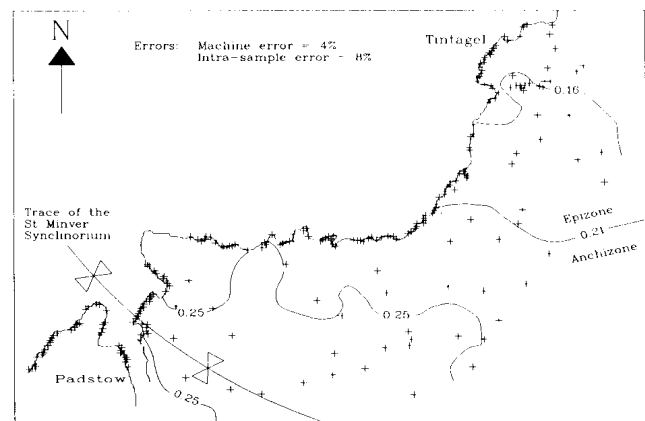 N
Errors: Machine error = 4%
Intra-sample error - 8%
Tintagel
0.16
Trace of the
St Minver
Synclinorium
Epizone
0.21
Anchizone
0.25
0.25
Padstow
0.25